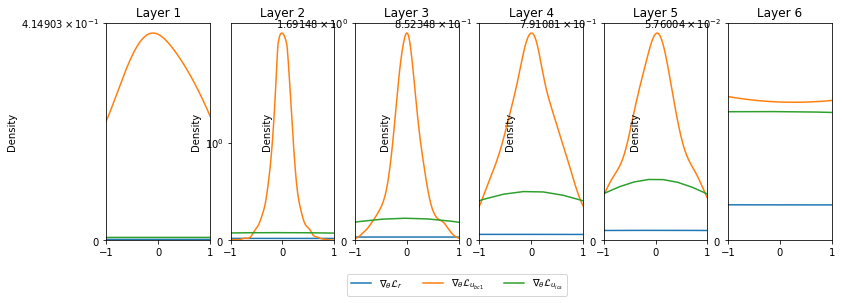 Layer 1 Layer 2 Layer 3 Layer 4 Layer 5 Layer 6
4.14903 × 10⁻¹ 1.69148 × 10⁰ 8.52348 × 10⁻¹ 7.91081 × 10⁻¹ 5.76004 × 10⁻²
Density Density Density Density Density Density
10⁰
0 0 0 0 0 0
−1 0 1 −1 0 1 −1 0 1 −1 0 1 −1 0 1 −1 0 1
∇θℒr ∇θℒu_bc1 ∇θℒu_ics